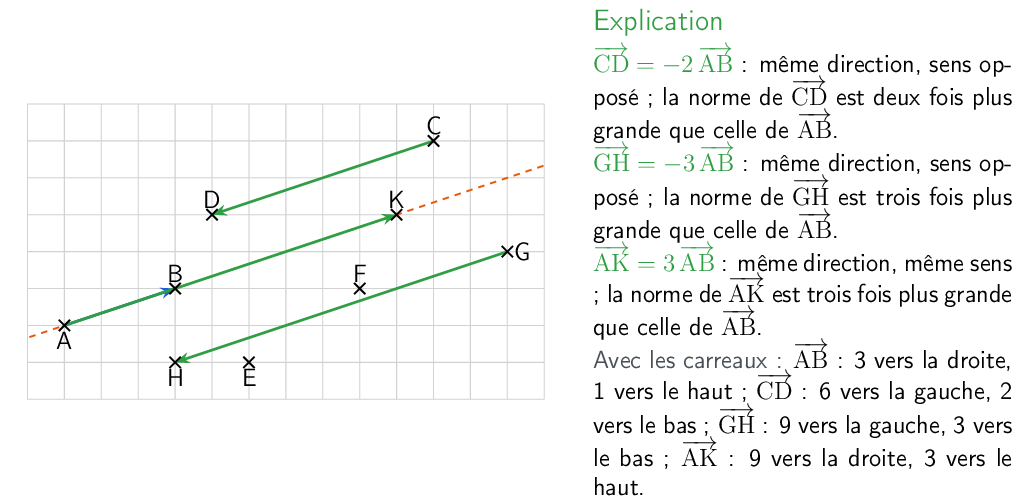 C
D
K
G
B
F
A
H
E
Explication
$\overrightarrow{CD} = -2\,\overrightarrow{AB}$ : même direction, sens op-
posé ; la norme de $\overrightarrow{CD}$ est deux fois plus
grande que celle de $\overrightarrow{AB}$.
$\overrightarrow{GH} = -3\,\overrightarrow{AB}$ : même direction, sens op-
posé ; la norme de $\overrightarrow{GH}$ est trois fois plus
grande que celle de $\overrightarrow{AB}$.
$\overrightarrow{AK} = 3\,\overrightarrow{AB}$ : même direction, même sens
; la norme de $\overrightarrow{AK}$ est trois fois plus grande
que celle de $\overrightarrow{AB}$.
Avec les carreaux : $\overrightarrow{AB}$ : 3 vers la droite,
1 vers le haut ; $\overrightarrow{CD}$ : 6 vers la gauche, 2
vers le bas ; $\overrightarrow{GH}$ : 9 vers la gauche, 3 vers
le bas ; $\overrightarrow{AK}$ : 9 vers la droite, 3 vers le
haut.